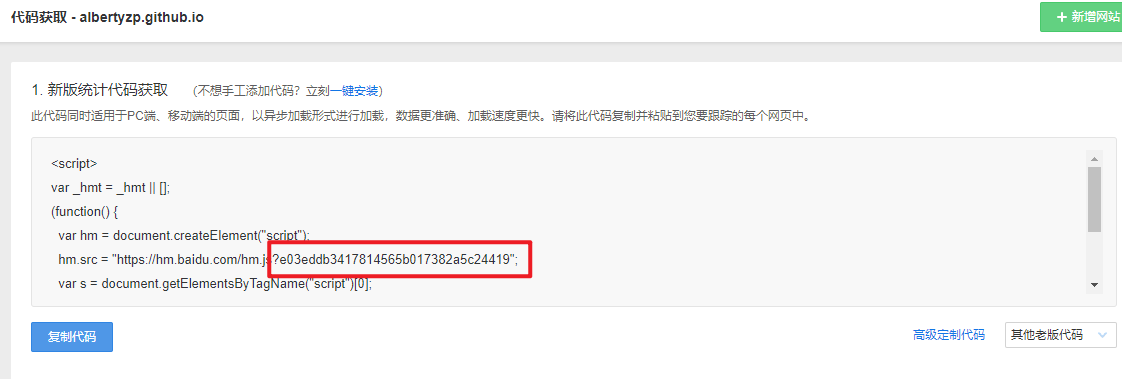 代码获取 - albertyzp.github.io
+ 新增网站
1. 新版统计代码获取 (不想手工添加代码？立刻一键安装)
此代码同时适用于PC端、移动端的页面，以异步加载形式进行加载，数据更准确、加载速度更快。请将此代码复制并粘贴到您要跟踪的每个网页中。
<script>
var _hmt = _hmt || [];
(function() {
var hm = document.createElement("script");
hm.src = "https://hm.baidu.com/hm.js?e03eddb3417814565b017382a5c24419";
var s = document.getElementsByTagName("script")[0];
复制代码 高级定制代码 其他老版代码